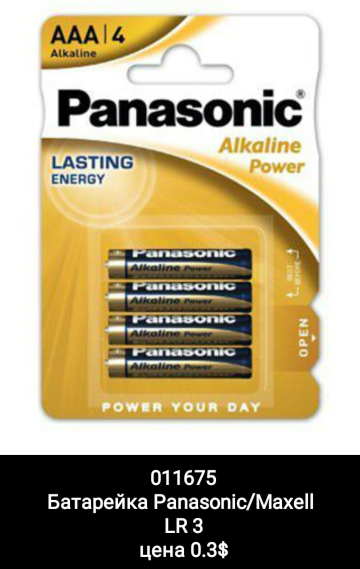 AAA|4
Alkaline
Panasonic®
Alkaline
Power
LASTING
ENERGY
Panasonic
Alkaline Power
Panasonic
Alkaline Power
Panasonic
Alkaline Power
Panasonic
Alkaline Power
OPEN
POWER YOUR DAY
011675
Батарейка Panasonic/Maxell
LR 3
цена 0.3$